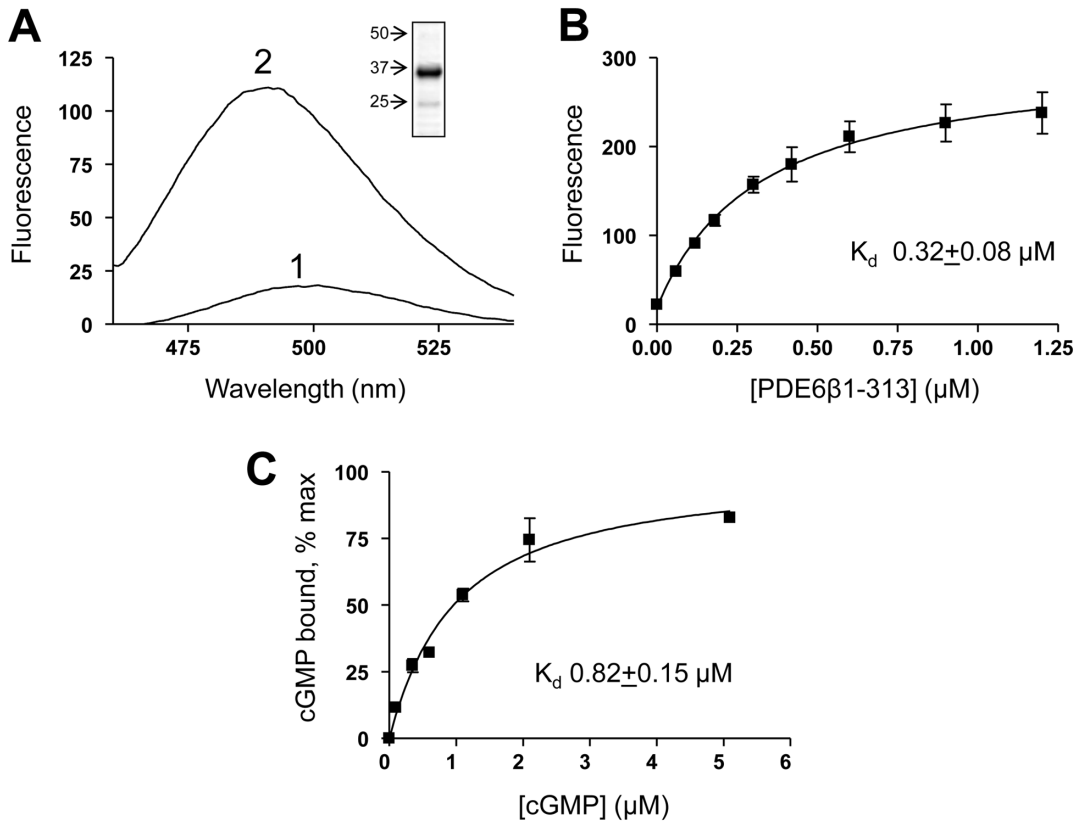 A
125
100
75
50
25
0
Fluorescence
2
1
50
37
25
475 500 525
Wavelength (nm)
B
300
200
100
0
Fluorescence
Kd 0.32±0.08 µM
0.00 0.25 0.50 0.75 1.00 1.25
[PDE6β1-313] (µM)
C
100
75
50
25
0
cGMP bound, % max
Kd 0.82±0.15 µM
0 1 2 3 4 5 6
[cGMP] (µM)